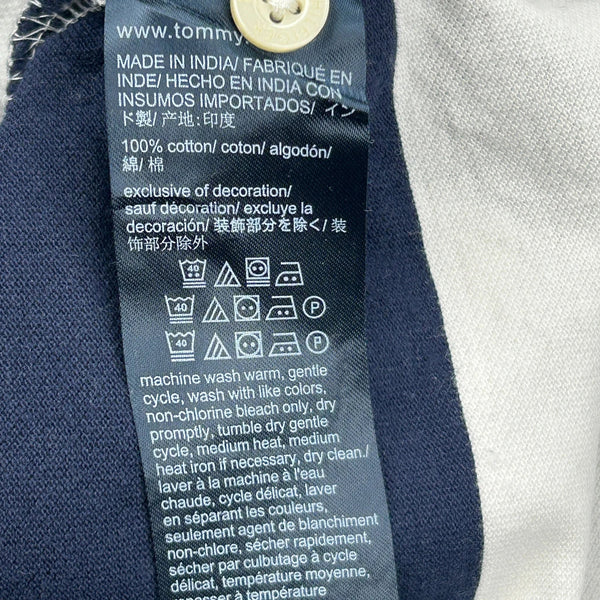 www.tommy.
MADE IN INDIA/ FABRIQUÉ EN
INDE/ HECHO EN INDIA CON
INSUMOS IMPORTADOS/ イン
ド製/ 产地:印度
100% cotton/ coton/ algodón/
綿/ 棉
exclusive of decoration/
sauf décoration/ excluye la
decoración/ 装飾部分を除く/ 装
饰部分除外
40
40 P
40 P
machine wash warm, gentle
cycle, wash with like colors,
non-chlorine bleach only, dry
promptly, tumble dry gentle
cycle, medium heat, medium
heat iron if necessary, dry clean./
laver à la machine à l'eau
chaude, cycle délicat, laver
en séparant les couleurs,
seulement agent de blanchiment
non-chlore, sécher rapidement,
sécher par culbutage à cycle
délicat, température moyenne,
repasser à température